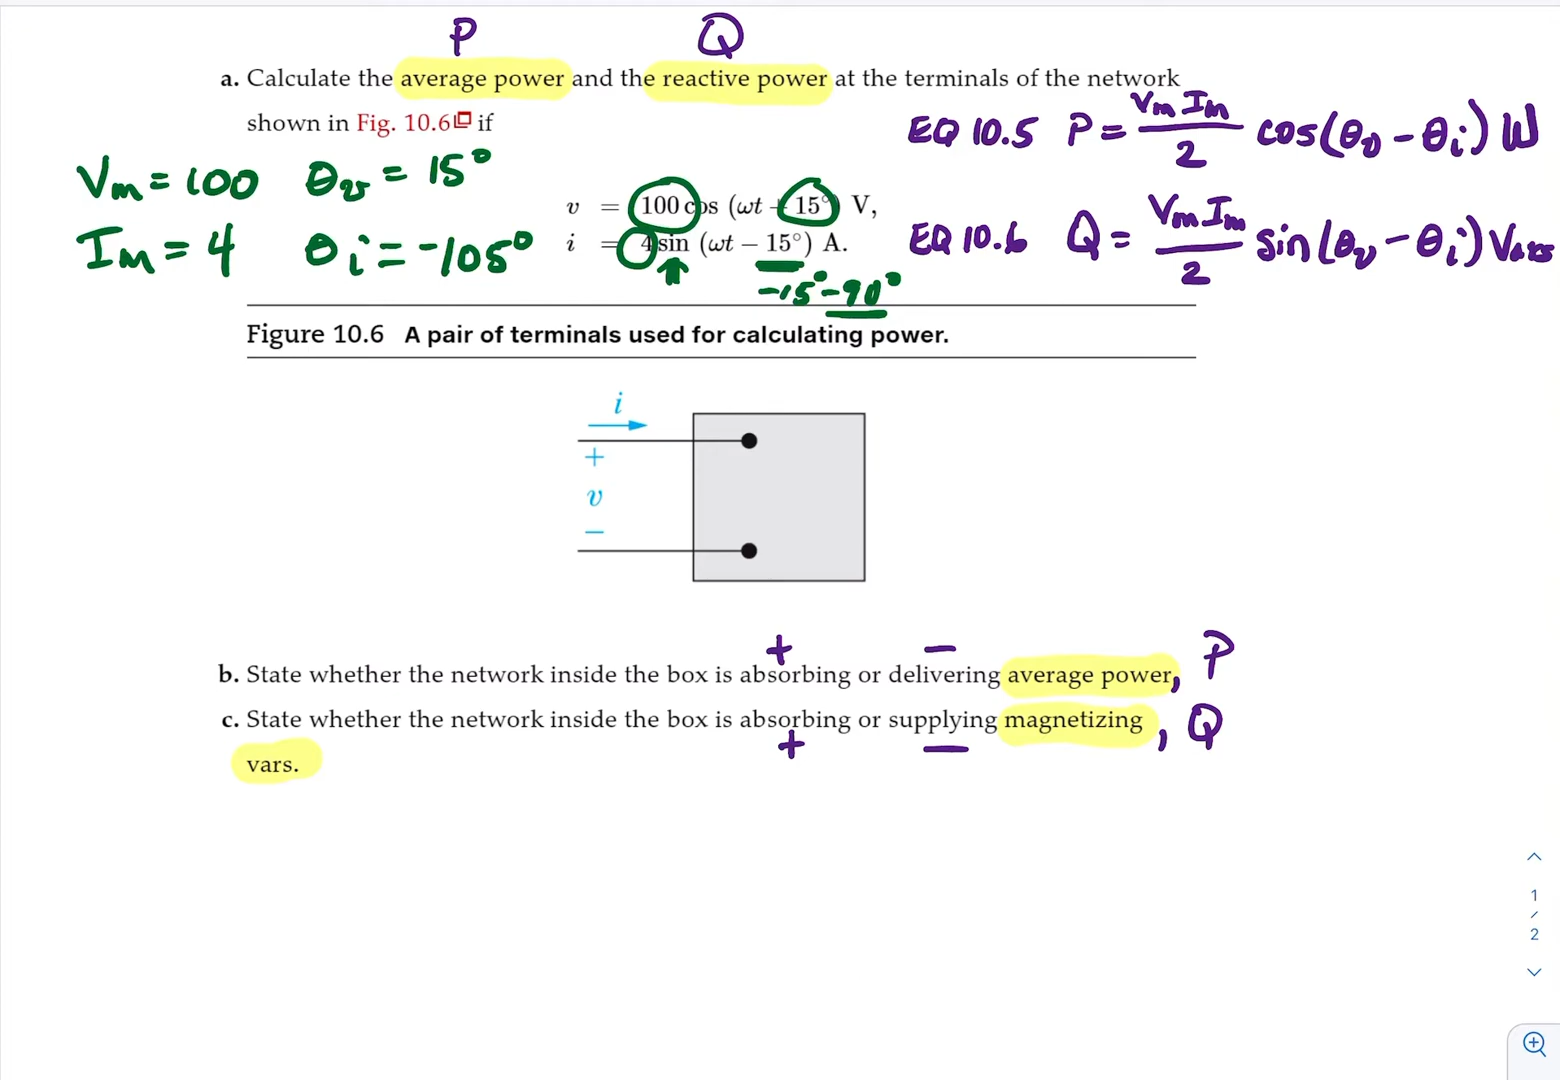 P Q
a. Calculate the average power and the reactive power at the terminals of the network
shown in Fig. 10.6 if
EQ 10.5 P = VmIm/2 cos(θv - θi) W
Vm = 100 θv = 15°
v = 100 cos (ωt + 15°) V,
Im = 4 θi = -105°
i = 4 sin (ωt – 15°) A.
EQ 10.6 Q = VmIm/2 sin(θv - θi) Vars
-15° -90°
Figure 10.6 A pair of terminals used for calculating power.
i
+
v
−
+ − P
b. State whether the network inside the box is absorbing or delivering average power,
c. State whether the network inside the box is absorbing or supplying magnetizing , Q
+ −
vars.
1
/
2